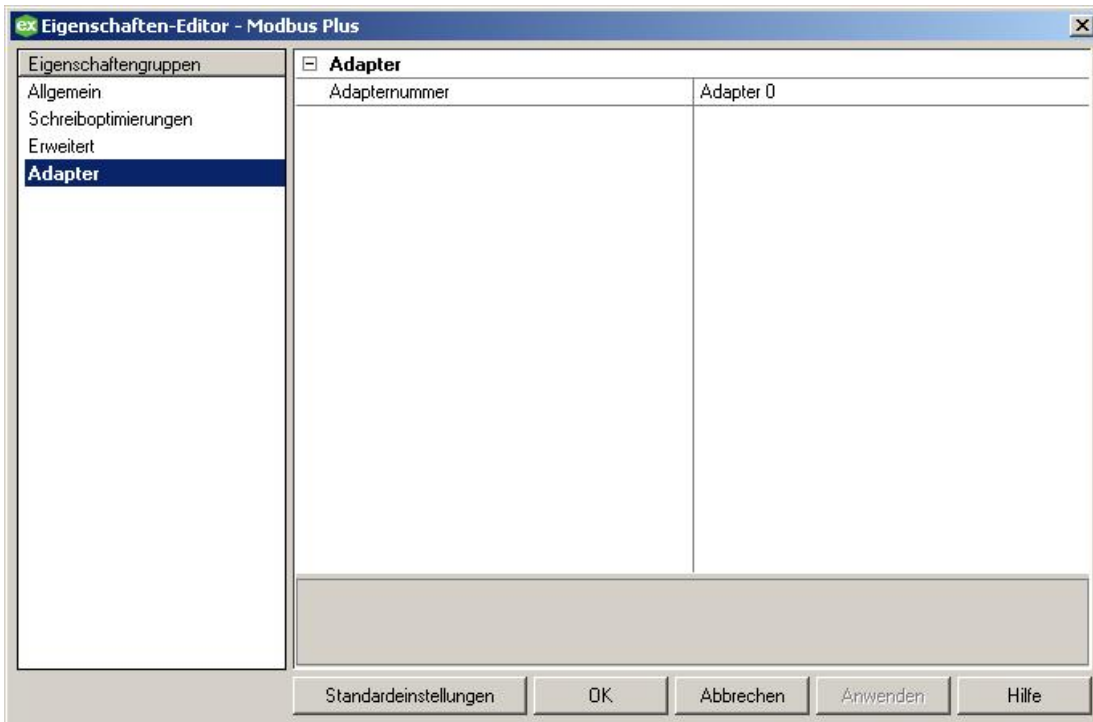 ex Eigenschaften-Editor - Modbus Plus
Eigenschaftengruppen
Allgemein
Schreiboptimierungen
Erweitert
Adapter
Adapter
Adapternummer Adapter 0
Standardeinstellungen OK Abbrechen Anwenden Hilfe